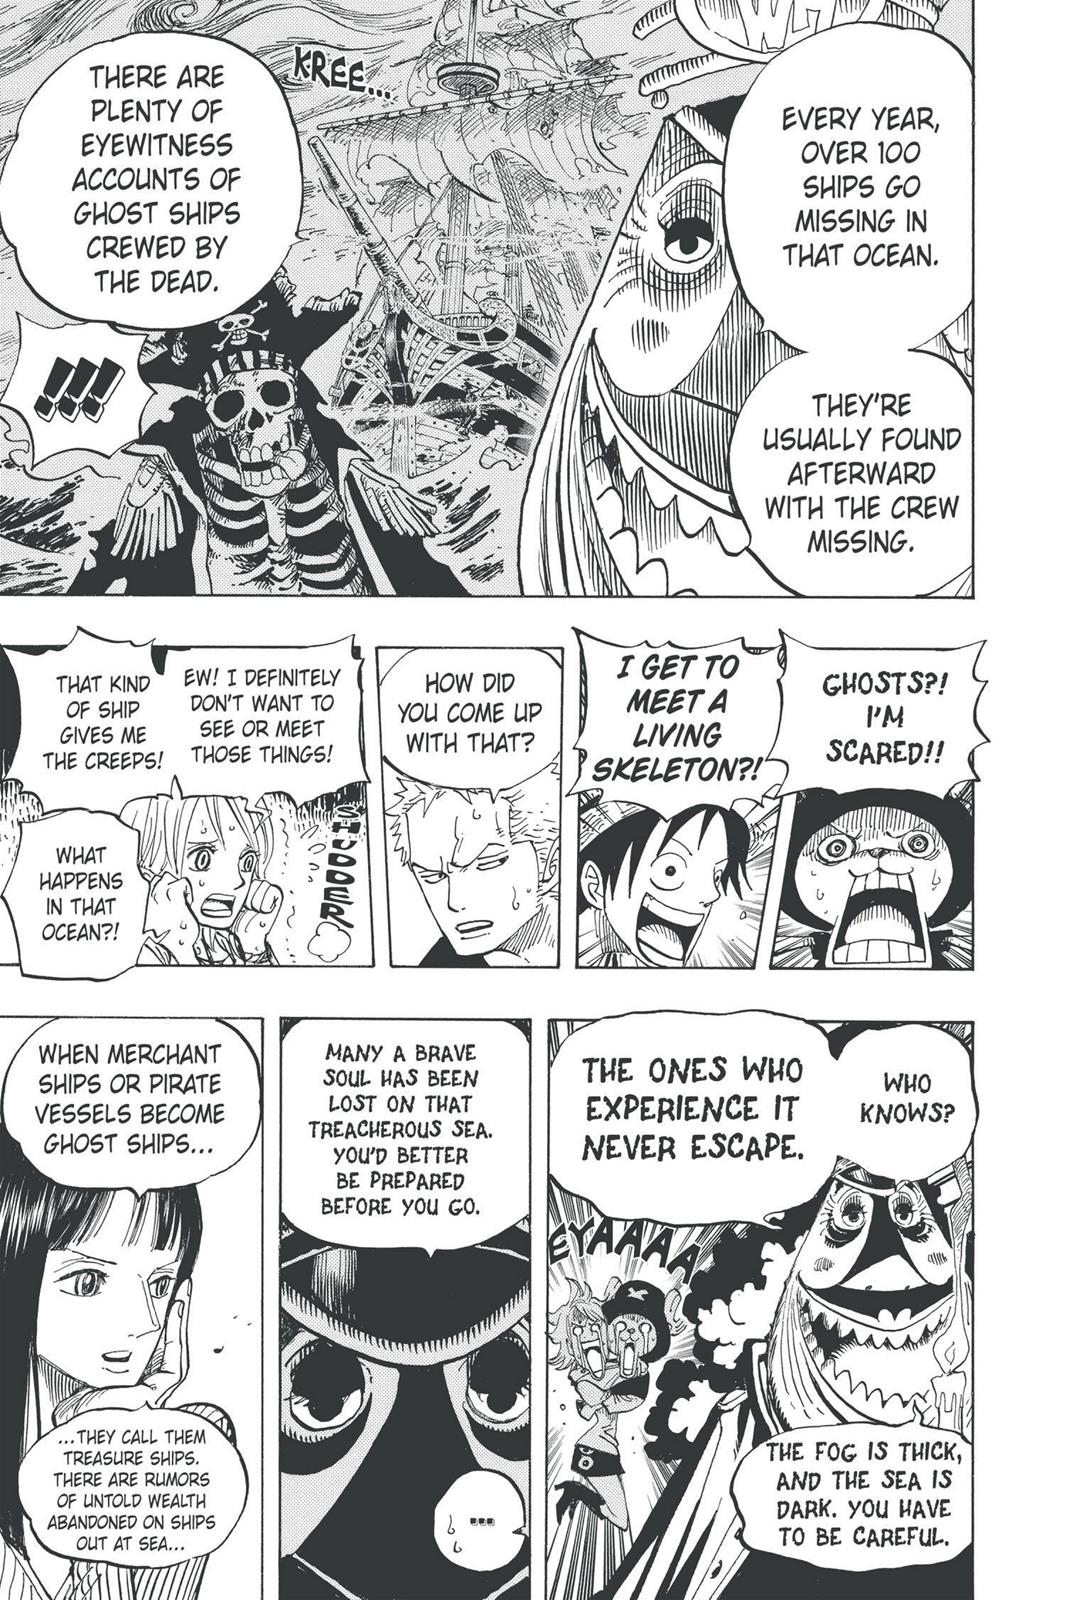 EVERY YEAR,
OVER 100
SHIPS GO
MISSING IN
THAT OCEAN.
THEY'RE
USUALLY FOUND
AFTERWARD
WITH THE CREW
MISSING.
KREE...
THERE ARE
PLENTY OF
EYEWITNESS
ACCOUNTS OF
GHOST SHIPS
CREWED BY
THE DEAD.
!!!!
GHOSTS?!
I'M
SCARED!!
I GET TO
MEET A
LIVING
SKELETON?!
HOW DID
YOU COME UP
WITH THAT?
EW! I DEFINITELY
DON'T WANT TO
SEE OR MEET
THOSE THINGS!
THAT KIND
OF SHIP
GIVES ME
THE CREEPS!
SHUDDER
WHAT
HAPPENS
IN THAT
OCEAN?!
WHO
KNOWS?
THE ONES WHO
EXPERIENCE IT
NEVER ESCAPE.
EYAAAA
THE FOG IS THICK,
AND THE SEA IS
DARK. YOU HAVE
TO BE CAREFUL.
MANY A BRAVE
SOUL HAS BEEN
LOST ON THAT
TREACHEROUS SEA.
YOU'D BETTER
BE PREPARED
BEFORE YOU GO.
...
WHEN MERCHANT
SHIPS OR PIRATE
VESSELS BECOME
GHOST SHIPS...
...THEY CALL THEM
TREASURE SHIPS.
THERE ARE RUMORS
OF UNTOLD WEALTH
ABANDONED ON SHIPS
OUT AT SEA...